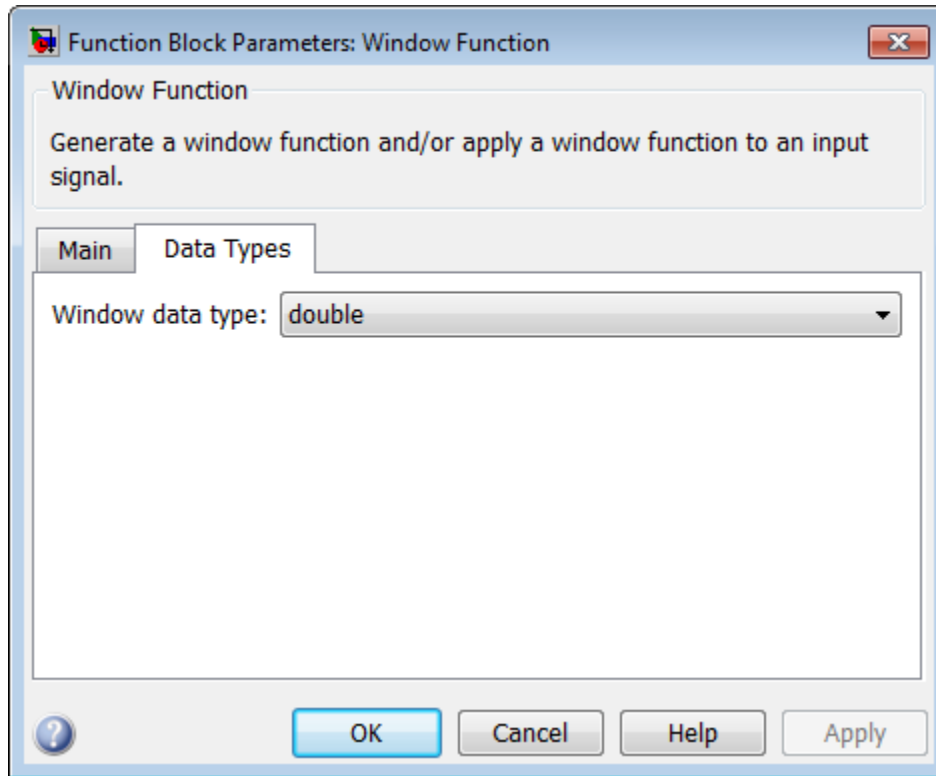 Function Block Parameters: Window Function
Window Function
Generate a window function and/or apply a window function to an input
signal.
Main
Data Types
Window data type: double
?
OK
Cancel
Help
Apply